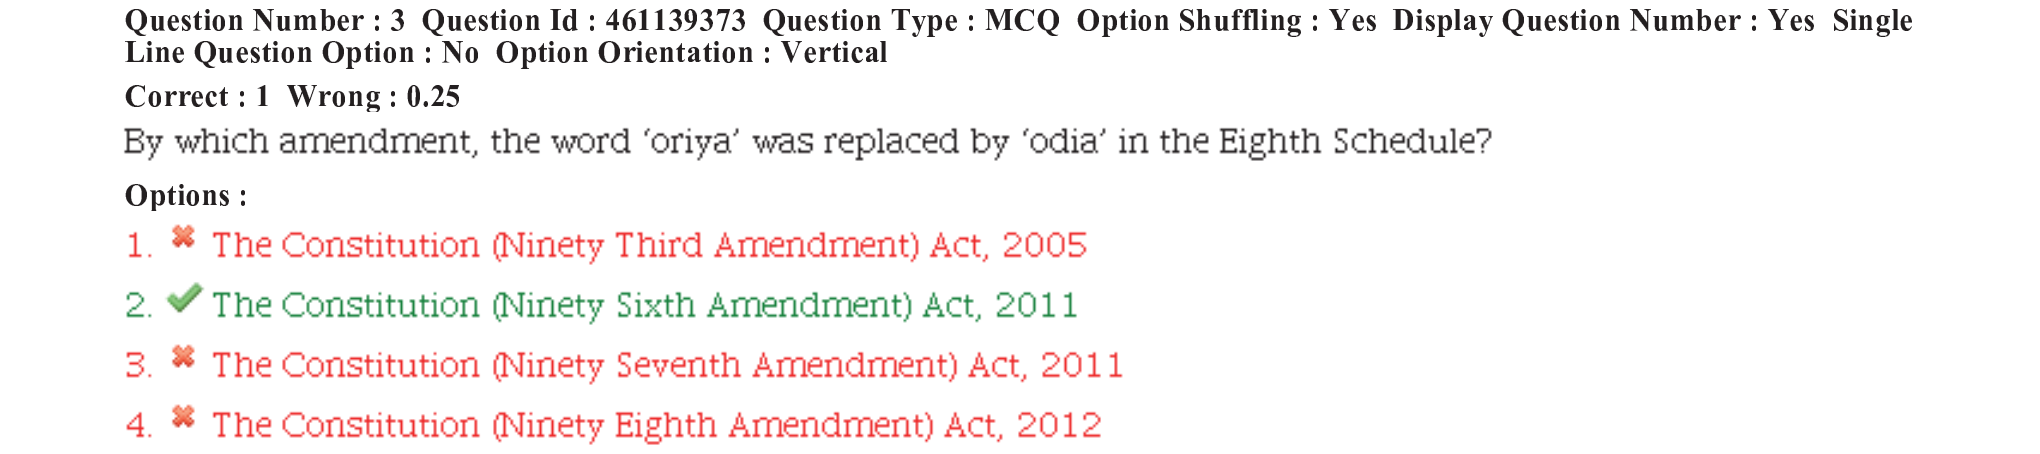 Question Number : 3 Question Id : 461139373 Question Type : MCQ Option Shuffling : Yes Display Question Number : Yes Single
Line Question Option : No Option Orientation : Vertical
Correct : 1 Wrong : 0.25
By which amendment, the word ‘oriya’ was replaced by ‘odia’ in the Eighth Schedule?
Options :
1. The Constitution (Ninety Third Amendment) Act, 2005
2. The Constitution (Ninety Sixth Amendment) Act, 2011
3. The Constitution (Ninety Seventh Amendment) Act, 2011
4. The Constitution (Ninety Eighth Amendment) Act, 2012